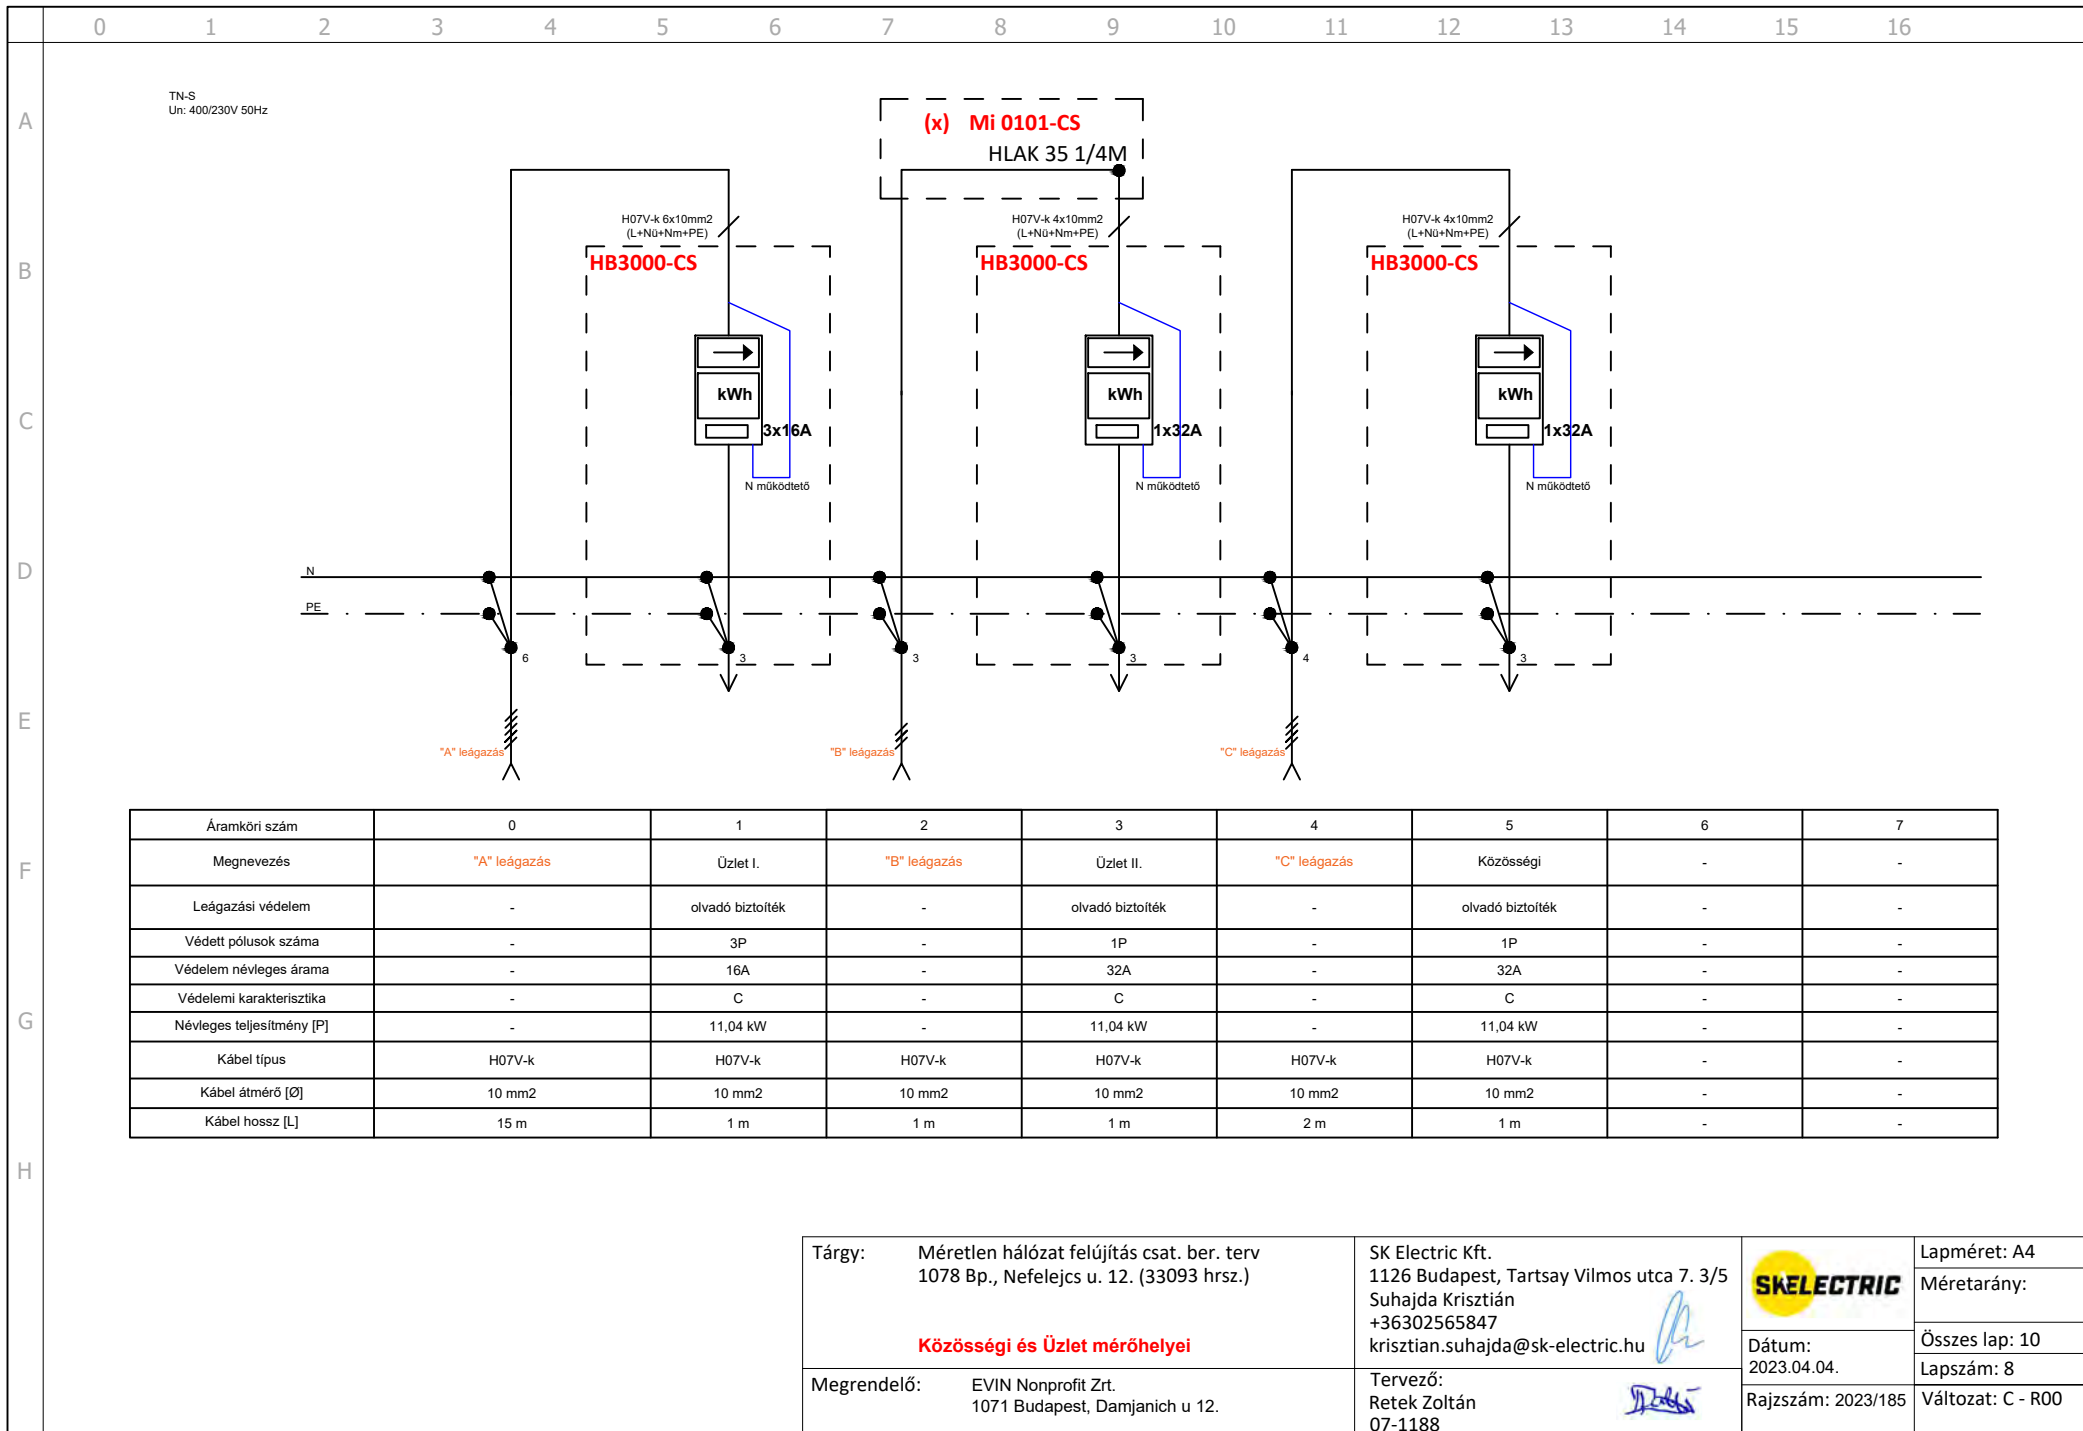 0 1 2 3 4 5 6 7 8 9 10 11 12 13 14 15 16
TN-S
Un: 400/230V 50Hz
A
(x) Mi 0101-CS
HLAK 35 1/4M
H07V-k 6x10mm2
(L+Nü+Nm+PE)
H07V-k 4x10mm2
(L+Nü+Nm+PE)
H07V-k 4x10mm2
(L+Nü+Nm+PE)
B
HB3000-CS HB3000-CS HB3000-CS
kWh kWh kWh
C
3x16A 1x32A 1x32A
N működtető N működtető N működtető
D
N
PE
6 3 3 3 4 3
E
"A" leágazás "B" leágazás "C" leágazás
Áramköri szám 0 1 2 3 4 5 6 7
F
Megnevezés "A" leágazás Üzlet I. "B" leágazás Üzlet II. "C" leágazás Közösségi - -
Leágazási védelem - olvadó biztoíték - olvadó biztoíték - olvadó biztoíték - -
Védett pólusok száma - 3P - 1P - 1P - -
Védelem névleges árama - 16A - 32A - 32A - -
Védelemi karakterisztika - C - C - C - -
G
Névleges teljesítmény [P] - 11,04 kW - 11,04 kW - 11,04 kW - -
Kábel típus H07V-k H07V-k H07V-k H07V-k H07V-k H07V-k - -
Kábel átmérő [Ø] 10 mm2 10 mm2 10 mm2 10 mm2 10 mm2 10 mm2 - -
Kábel hossz [L] 15 m 1 m 1 m 1 m 2 m 1 m - -
H
Tárgy: Méretlen hálózat felújítás csat. ber. terv
1078 Bp., Nefelejcs u. 12. (33093 hrsz.)
Közösségi és Üzlet mérőhelyei
Megrendelő: EVIN Nonprofit Zrt.
1071 Budapest, Damjanich u 12.
SK Electric Kft.
1126 Budapest, Tartsay Vilmos utca 7. 3/5
Suhajda Krisztián
+36302565847
krisztian.suhajda@sk-electric.hu
Tervező:
Retek Zoltán
07-1188
SKELECTRIC
Dátum:
2023.04.04.
Rajzszám: 2023/185
Lapméret: A4
Méretarány:
Összes lap: 10
Lapszám: 8
Változat: C - R00